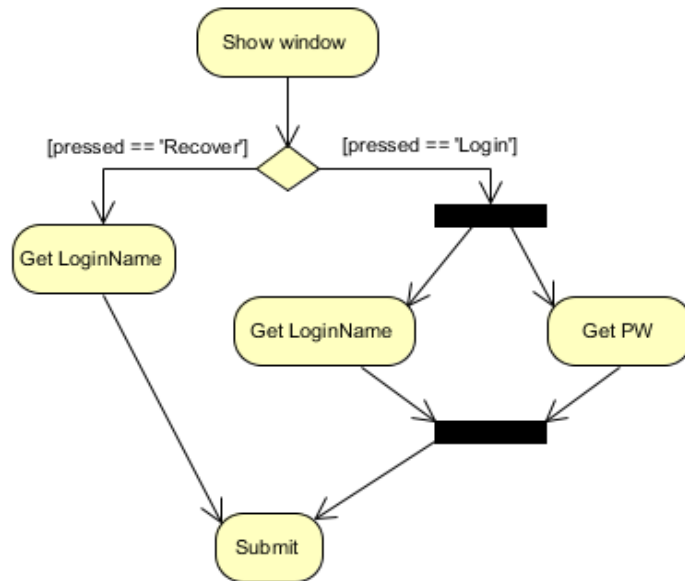 Show window
[pressed == 'Recover']
[pressed == 'Login']
Get LoginName
Get LoginName
Get PW
Submit